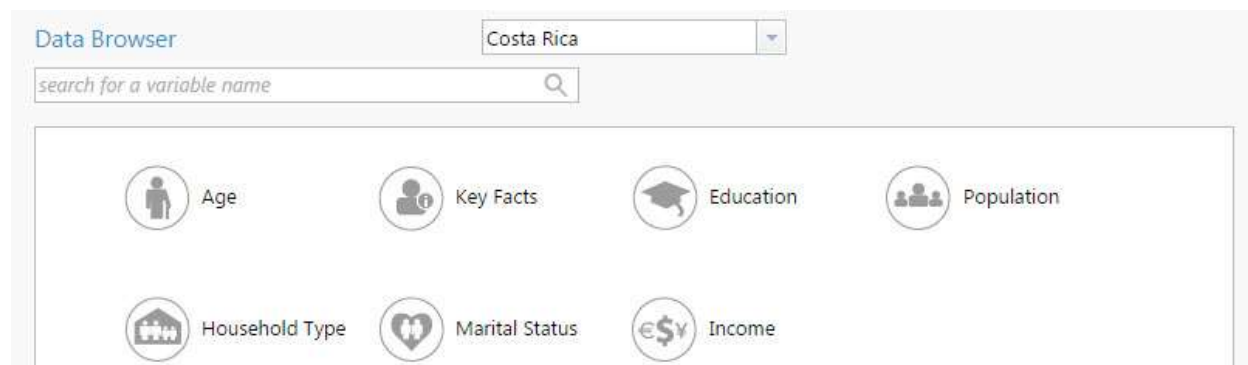 Data Browser
Costa Rica
search for a variable name
Age
Key Facts
Education
Population
Household Type
Marital Status
€$¥ Income